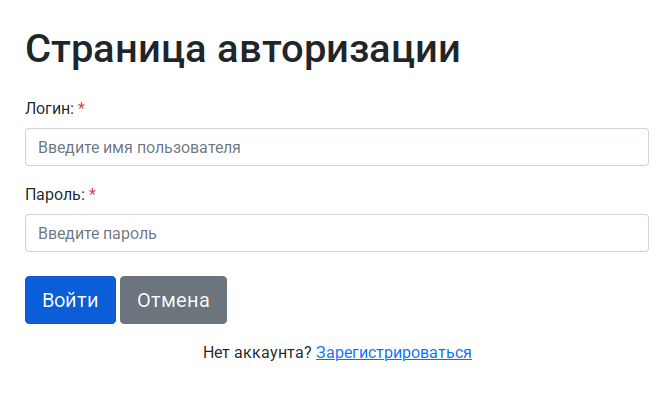 Страница авторизации
Логин: *
Введите имя пользователя
Пароль: *
Введите пароль
Войти Отмена
Нет аккаунта? Зарегистрироваться